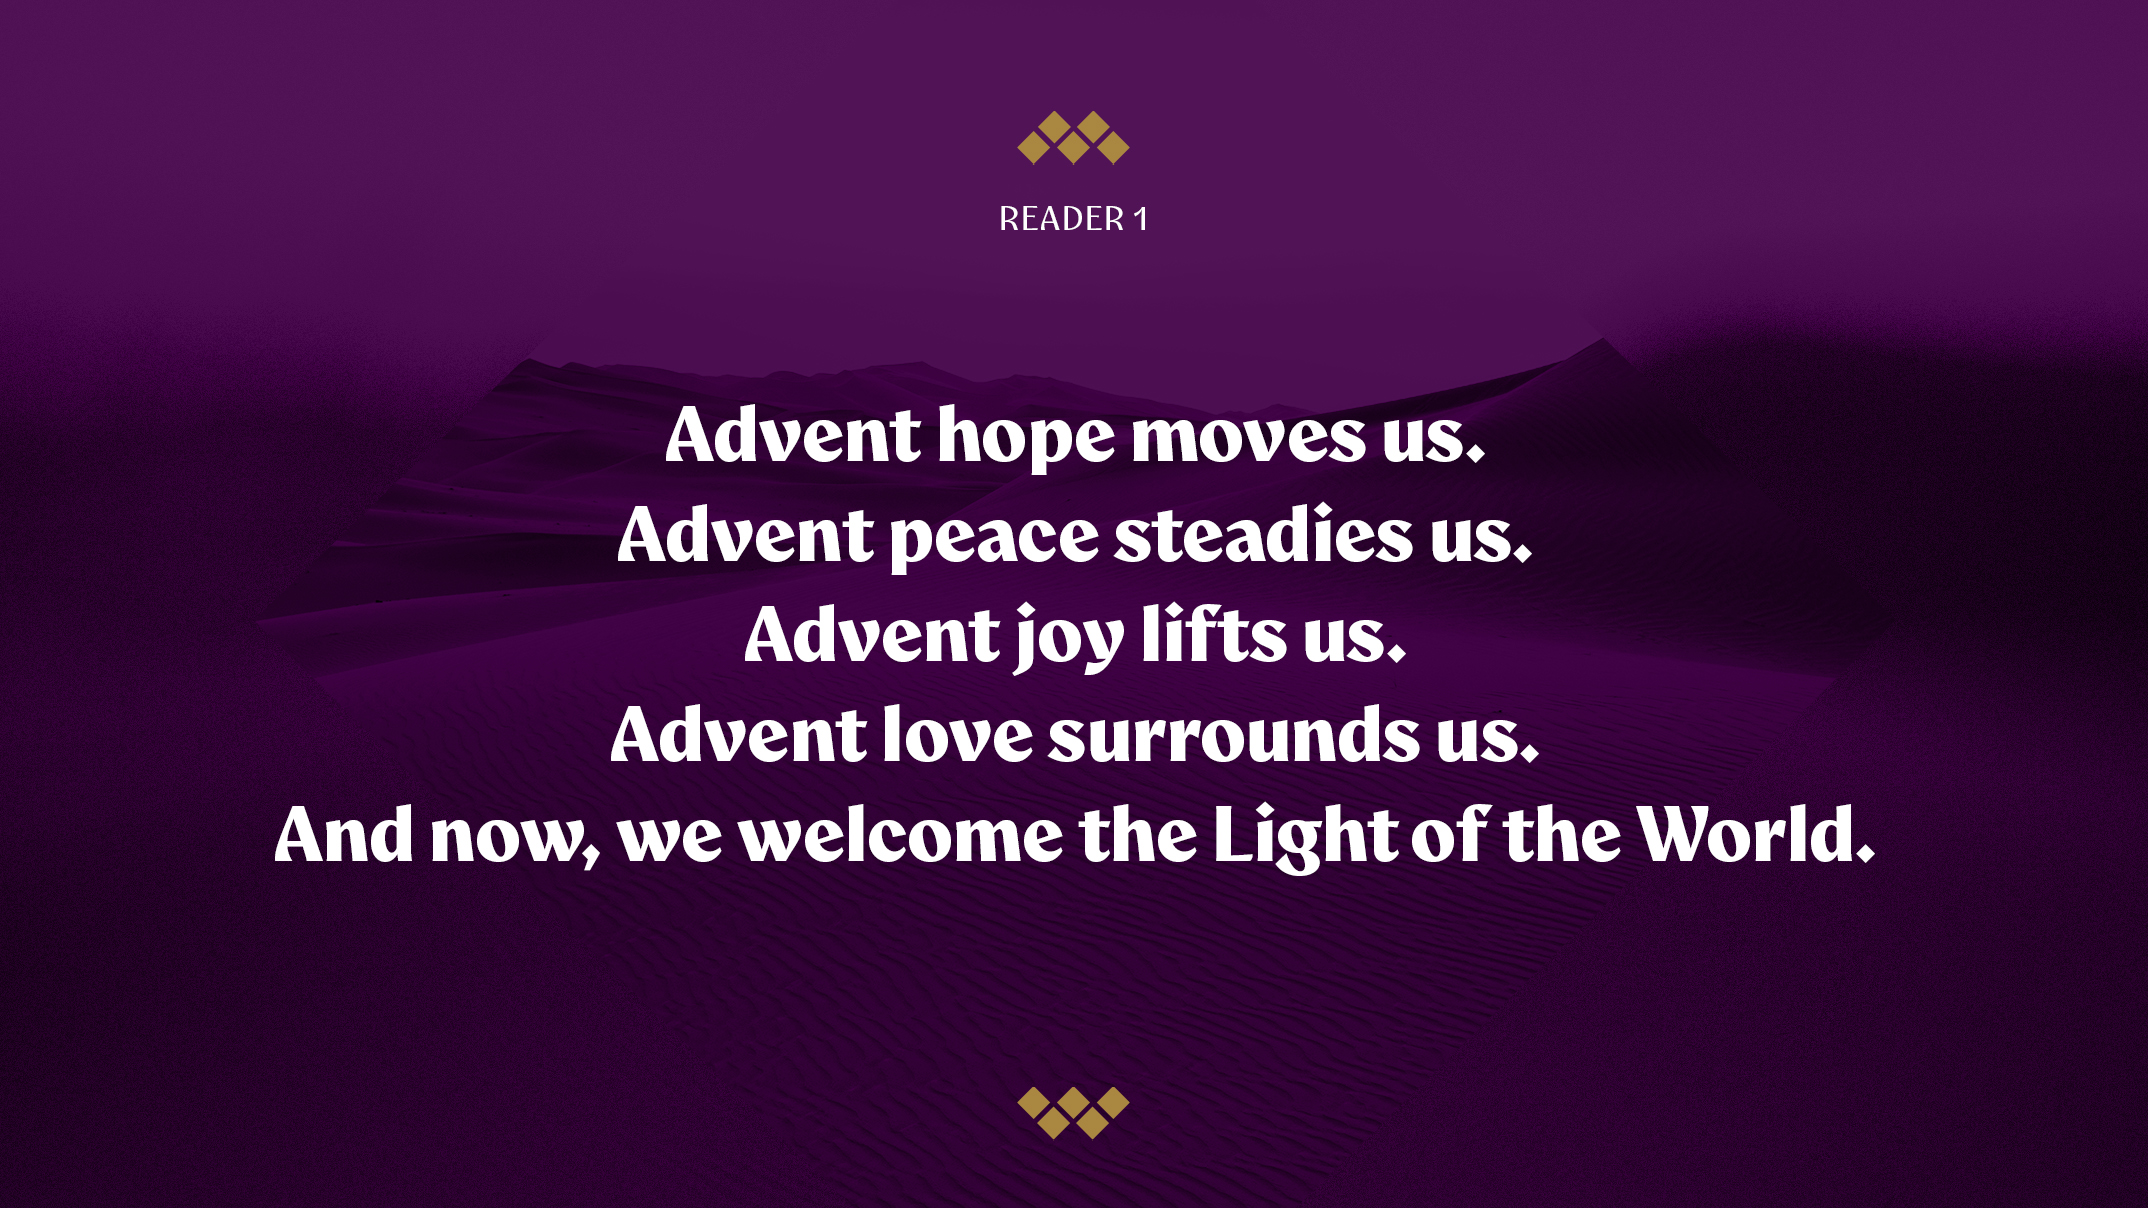 READER 1
Advent hope moves us.
Advent peace steadies us.
Advent joy lifts us.
Advent love surrounds us.
And now, we welcome the Light of the World.